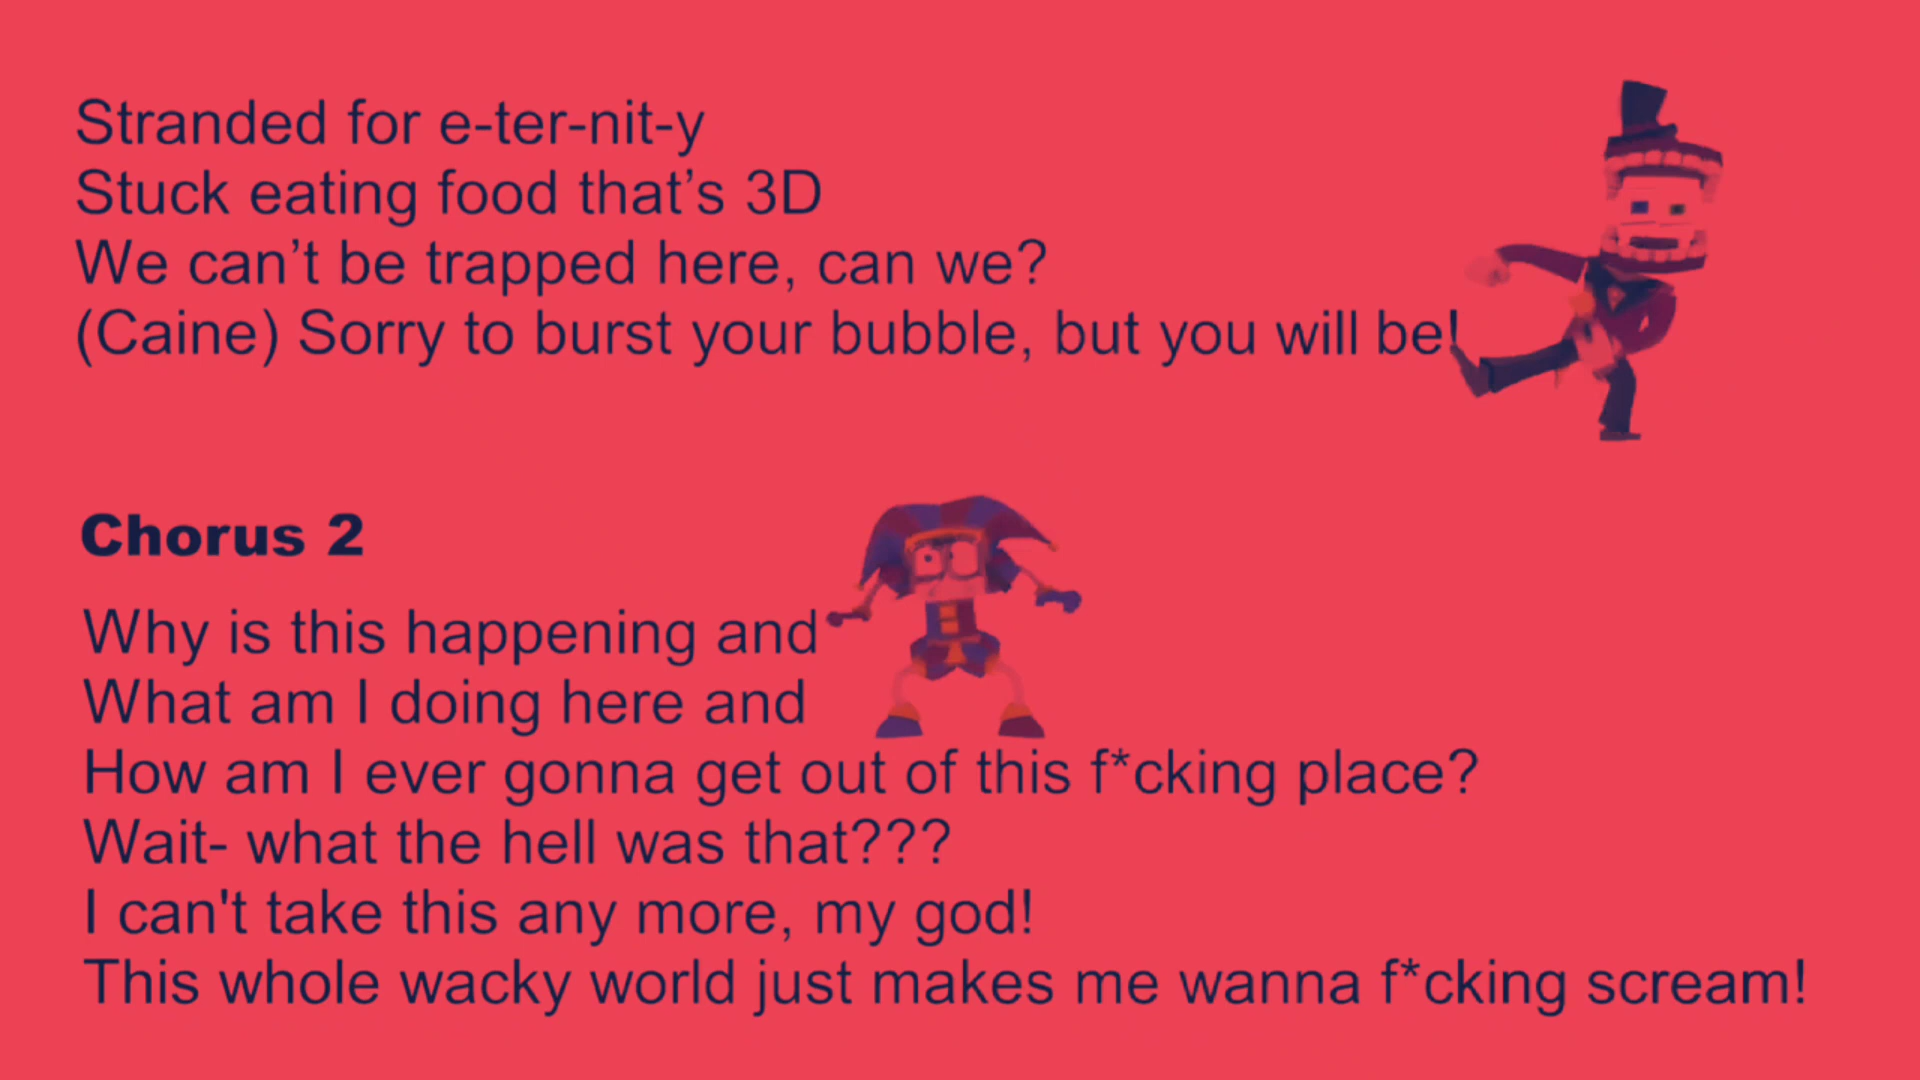 Stranded for e-ter-nit-y
Stuck eating food that’s 3D
We can’t be trapped here, can we?
(Caine) Sorry to burst your bubble, but you will be!
Chorus 2
Why is this happening and
What am I doing here and
How am I ever gonna get out of this f*cking place?
Wait- what the hell was that???
I can't take this any more, my god!
This whole wacky world just makes me wanna f*cking scream!